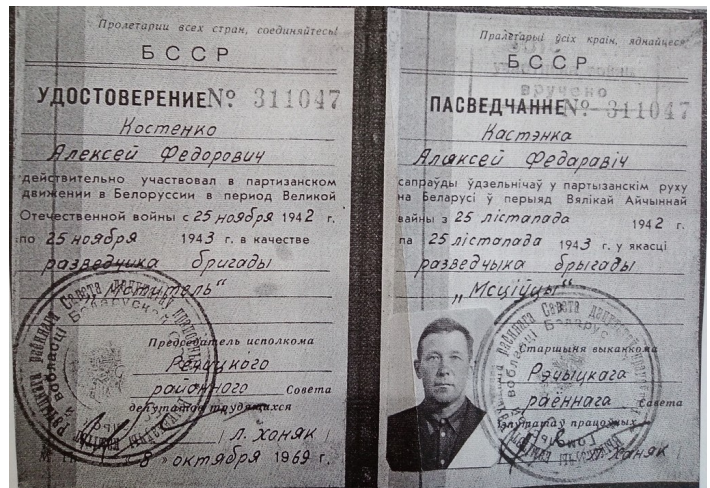 Пролетарии всех стран, соединяйтесь!
БССР
УДОСТОВЕРЕНИЕ № 311047
Костенко
Алексей Федорович
действительно участвовал в партизанском
движении в Белоруссии в период Великой
Отечественной войны с 25 ноября 1942 г.
по 25 ноября 1943 г. в качестве
разведчика бригады
„Мститель“
Председатель исполкома
Речицкого
районного Совета
депутатов трудящихся
Л. Ханяк
8 » октября 1969 г.
Пралетарыі ўсіх краін, яднайцеся
БССР
вручено
ПАСВЕДЧАННЕ № 311047
Кастэнка
Аляксей Федаравіч
сапраўды ўдзельнічаў у партызанскім руху
на Беларусі ў перыяд Вялікай Айчыннай
вайны з 25 лістапада 1942 г.
па 25 лістапада 1943 г. у якасці
разведчыка брыгады
„Мсціўцы“
Старшыня выканкома
Рэчыцкага
раённага Савета
дэпутатаў працоўных
Л. Ханяк